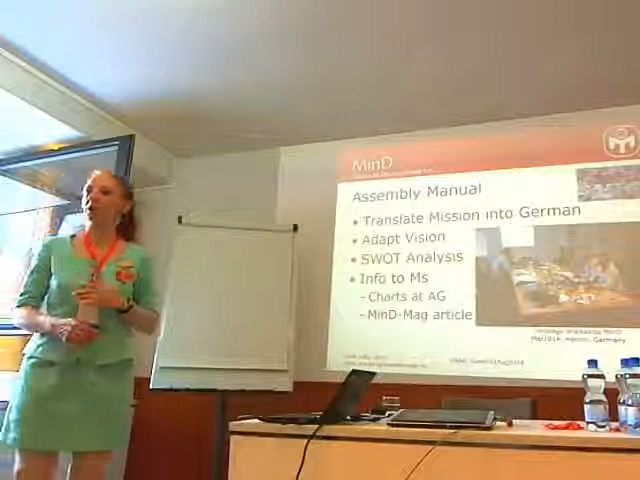 MinD
Assembly Manual
• Translate Mission into German
• Adapt Vision
• SWOT Analysis
• Info to Ms
– Charts at AG
– MinD-Mag article
Germany